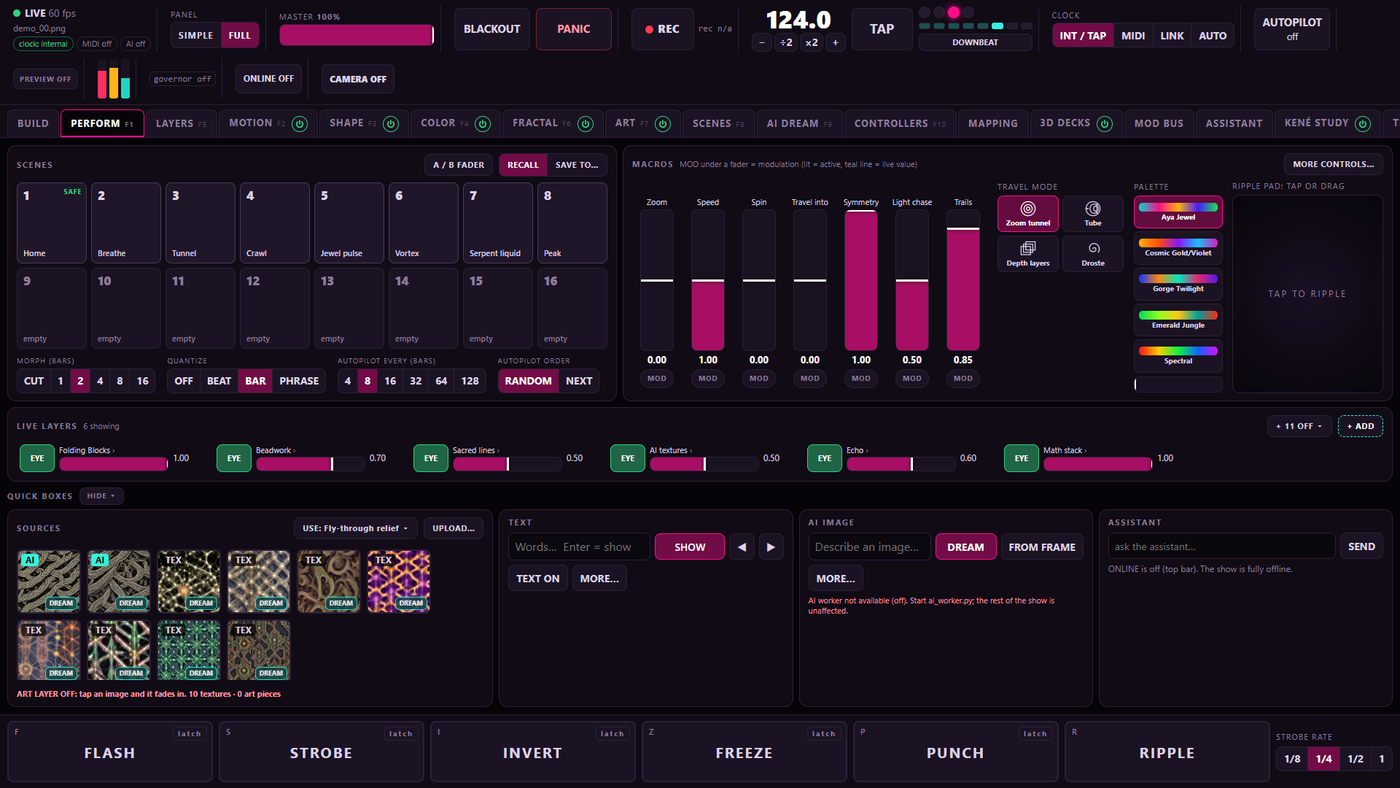 LIVE 60 fps
demo_00.png
clock: internal MIDI off AI off
PANEL
SIMPLE FULL
MASTER 100%
BLACKOUT
PANIC
REC
rec n/a
124.0
− ÷2 ×2 +
TAP
DOWNBEAT
CLOCK
INT / TAP MIDI LINK AUTO
AUTOPILOT
off
PREVIEW OFF
governor off
ONLINE OFF
CAMERA OFF
BUILD PERFORM F1 LAYERS F5 MOTION F2 SHAPE F3 COLOR F4 FRACTAL F6 ART F7 SCENES F8 AI DREAM F9 CONTROLLERS F10 MAPPING 3D DECKS MOD BUS ASSISTANT KENÉ STUDY
SCENES
A / B FADER RECALL SAVE TO...
1 SAFE 2 3 4 5 6 7 8
Home Breathe Tunnel Crawl Jewel pulse Vortex Serpent liquid Peak
9 10 11 12 13 14 15 16
empty empty empty empty empty empty empty empty
MORPH (BARS) QUANTIZE AUTOPILOT EVERY (BARS) AUTOPILOT ORDER
CUT 1 2 4 8 16 OFF BEAT BAR PHRASE 4 8 16 32 64 128 RANDOM NEXT
MACROS MOD under a fader = modulation (lit = active, teal line = live value)
MORE CONTROLS...
Zoom Speed Spin Travel into Symmetry Light chase Trails
0.00 1.00 0.00 0.00 1.00 0.50 0.85
MOD MOD MOD MOD MOD MOD MOD
TRAVEL MODE
Zoom tunnel Tube
Depth layers Droste
PALETTE
Aya Jewel
Cosmic Gold/Violet
Gorge Twilight
Emerald Jungle
Spectral
RIPPLE PAD: TAP OR DRAG
TAP TO RIPPLE
LIVE LAYERS 6 showing
+ 11 OFF + ADD
EYE Folding Blocks › 1.00 EYE Beadwork › 0.70 EYE Sacred lines › 0.50 EYE AI textures › 0.50 EYE Echo › 0.60 EYE Math stack › 1.00
QUICK BOXES HIDE
SOURCES
USE: Fly-through relief UPLOAD...
AI AI TEX TEX TEX TEX
DREAM DREAM DREAM DREAM DREAM DREAM
TEX TEX TEX TEX
DREAM DREAM DREAM DREAM
ART LAYER OFF: tap an image and it fades in. 10 textures - 0 art pieces
TEXT
Words... Enter = show SHOW ◀ ▶
TEXT ON MORE...
AI IMAGE
Describe an image... DREAM FROM FRAME
MORE...
AI worker not available (off). Start ai_worker.py; the rest of the show is
unaffected.
ASSISTANT
ask the assistant... SEND
ONLINE is off (top bar). The show is fully offline.
F latch S latch I latch Z latch P latch R
FLASH STROBE INVERT FREEZE PUNCH RIPPLE
STROBE RATE
1/8 1/4 1/2 1